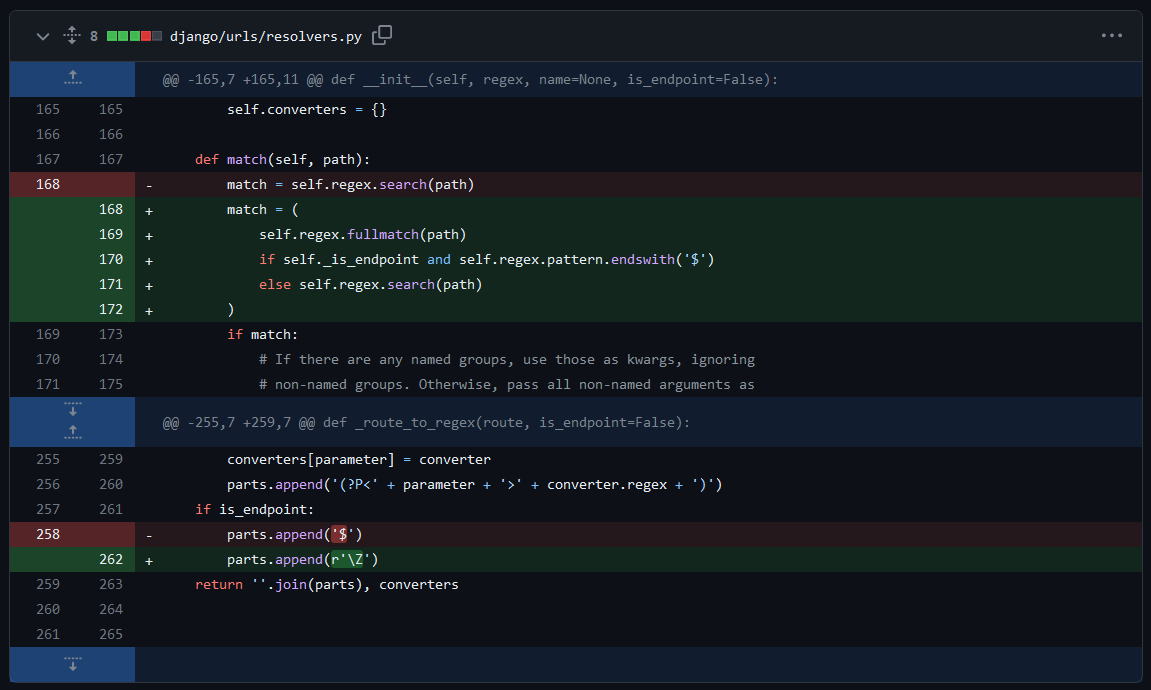 8 django/urls/resolvers.py
@@ -165,7 +165,11 @@ def __init__(self, regex, name=None, is_endpoint=False):
165 165 self.converters = {}
166 166
167 167 def match(self, path):
168 - match = self.regex.search(path)
168 + match = (
169 + self.regex.fullmatch(path)
170 + if self._is_endpoint and self.regex.pattern.endswith('$')
171 + else self.regex.search(path)
172 + )
169 173 if match:
170 174 # If there are any named groups, use those as kwargs, ignoring
171 175 # non-named groups. Otherwise, pass all non-named arguments as
@@ -255,7 +259,7 @@ def _route_to_regex(route, is_endpoint=False):
255 259 converters[parameter] = converter
256 260 parts.append('(?P<' + parameter + '>' + converter.regex + ')')
257 261 if is_endpoint:
258 - parts.append('$')
262 + parts.append(r'\Z')
259 263 return ''.join(parts), converters
260 264
261 265